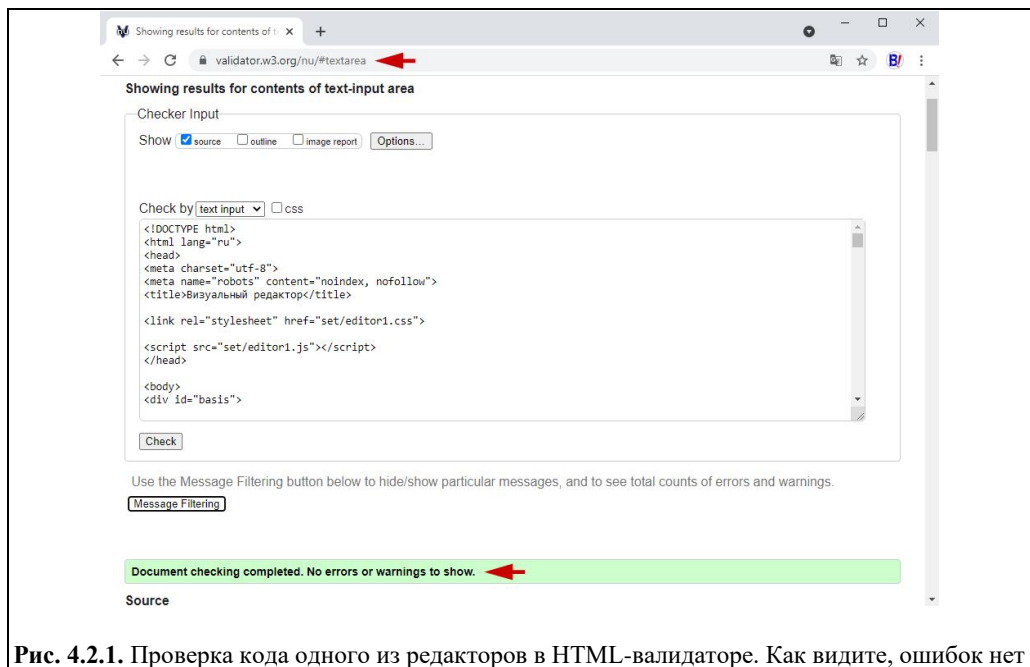 Showing results for contents of t
validator.w3.org/nu/#textarea
Showing results for contents of text-input area
Checker Input
Show source outline image report Options...
Check by text input css
<!DOCTYPE html>
<html lang="ru">
<head>
<meta charset="utf-8">
<meta name="robots" content="noindex, nofollow">
<title>Визуальный редактор</title>
<link rel="stylesheet" href="set/editor1.css">
<script src="set/editor1.js"></script>
</head>
<body>
<div id="basis">
Check
Use the Message Filtering button below to hide/show particular messages, and to see total counts of errors and warnings.
Message Filtering
Document checking completed. No errors or warnings to show.
Source
Рис. 4.2.1. Проверка кода одного из редакторов в HTML-валидаторе. Как видите, ошибок нет